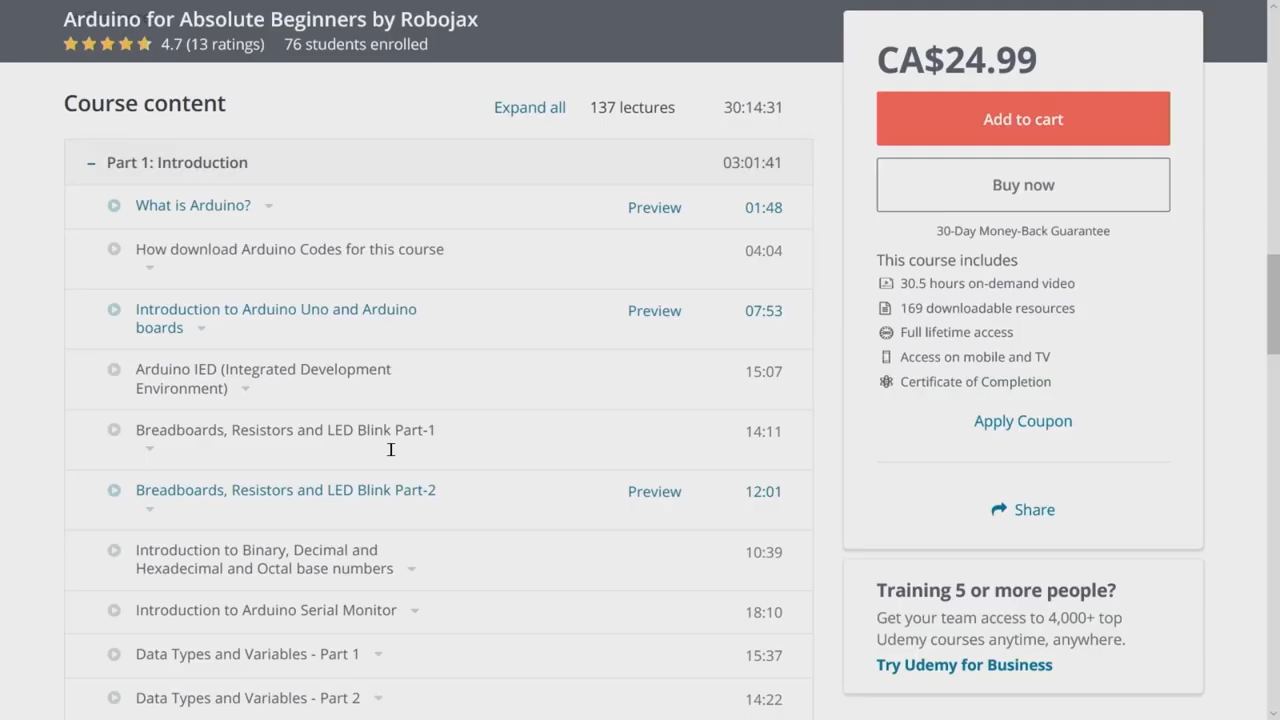 Arduino for Absolute Beginners by Robojax
4.7 (13 ratings) 76 students enrolled
Course content Expand all 137 lectures 30:14:31
– Part 1: Introduction 03:01:41
What is Arduino? Preview 01:48
How download Arduino Codes for this course 04:04
Introduction to Arduino Uno and Arduino
boards Preview 07:53
Arduino IED (Integrated Development
Environment) 15:07
Breadboards, Resistors and LED Blink Part-1 14:11
Breadboards, Resistors and LED Blink Part-2 Preview 12:01
Introduction to Binary, Decimal and
Hexadecimal and Octal base numbers 10:39
Introduction to Arduino Serial Monitor 18:10
Data Types and Variables - Part 1 15:37
Data Types and Variables - Part 2 14:22
CA$24.99
Add to cart
Buy now
30-Day Money-Back Guarantee
This course includes
30.5 hours on-demand video
169 downloadable resources
Full lifetime access
Access on mobile and TV
Certificate of Completion
Apply Coupon
Share
Training 5 or more people?
Get your team access to 4,000+ top
Udemy courses anytime, anywhere.
Try Udemy for Business